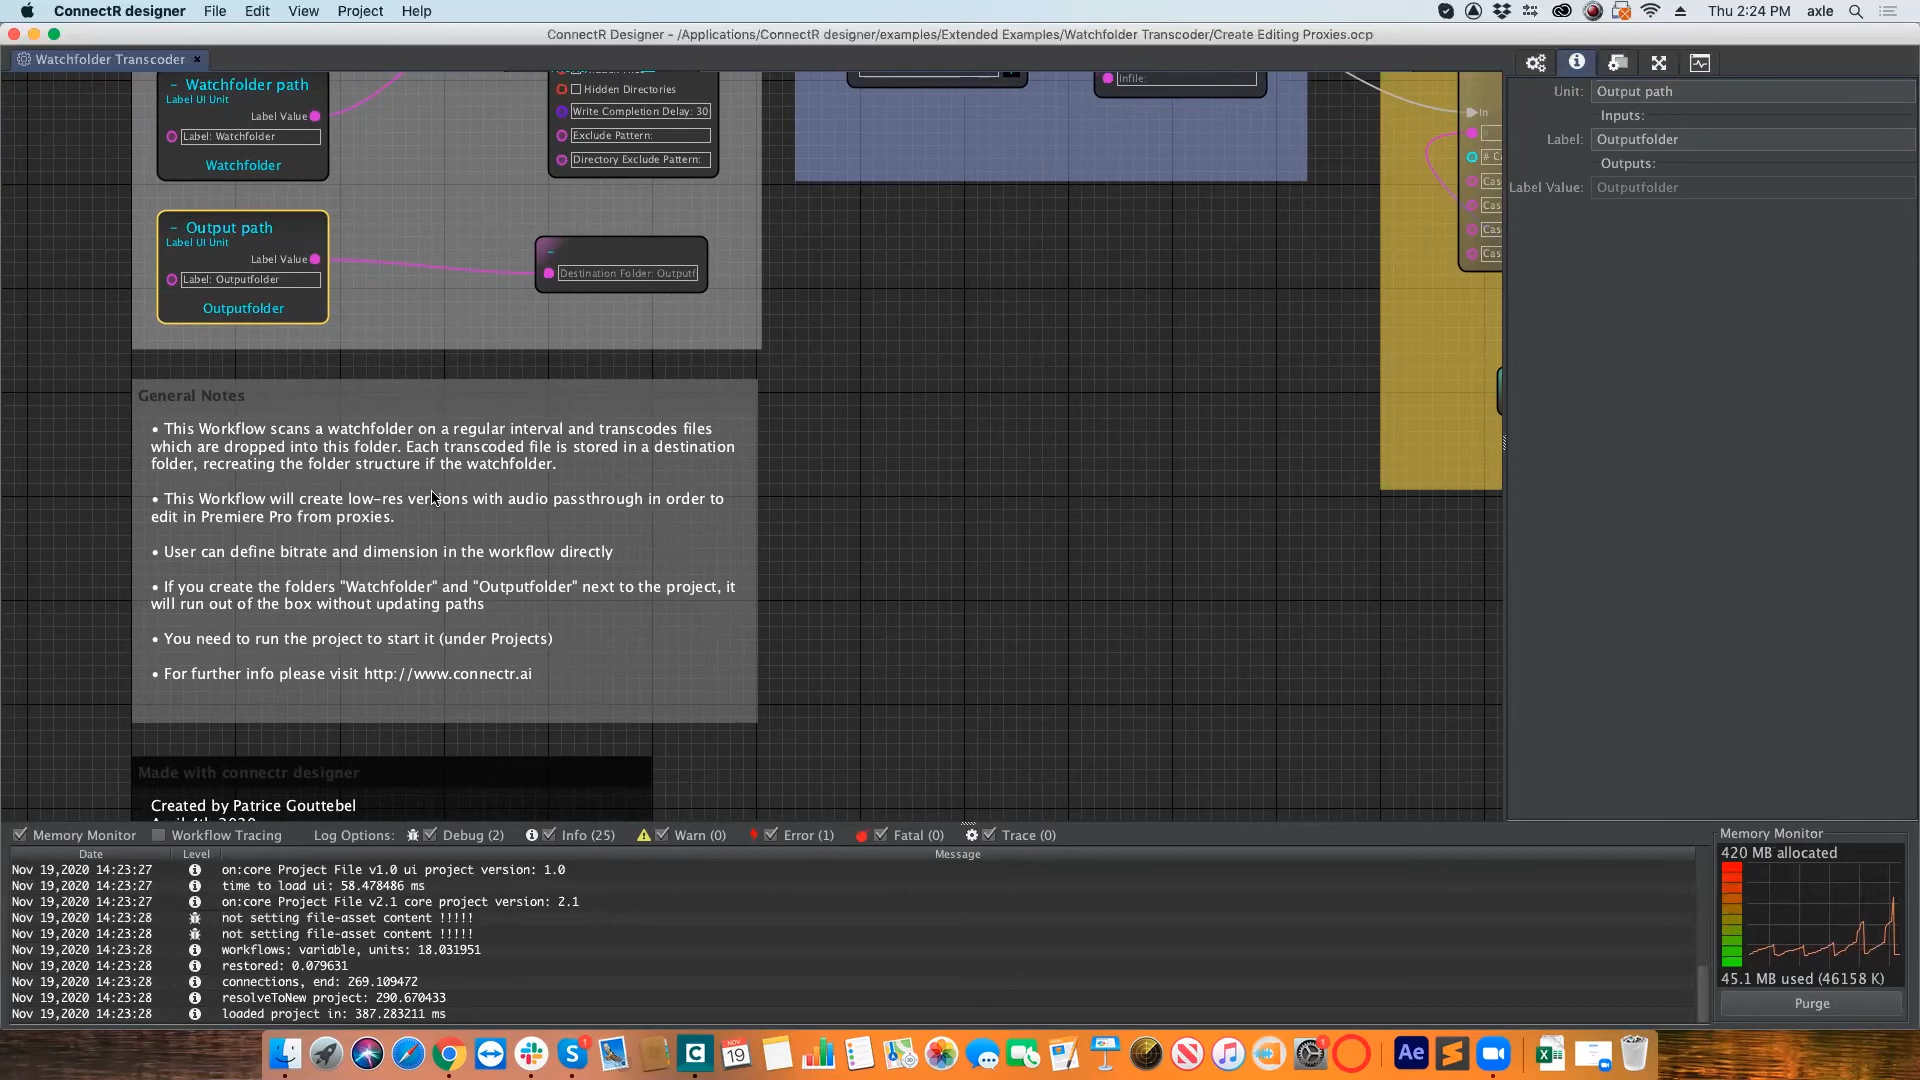 ConnectR designer File Edit View Project Help Thu 2:24 PM axle
ConnectR Designer - /Applications/ConnectR designer/examples/Extended Examples/Watchfolder Transcoder/Create Editing Proxies.ocp
Watchfolder Transcoder ×
– Watchfolder path
Label UI Unit
Label Value
Label: Watchfolder
Watchfolder
Hidden Directories
Write Completion Delay: 30
Exclude Pattern:
Directory Exclude Pattern:
Infile:
In
# Ca
Cas
Cas
Cas
Cas
– Output path
Label UI Unit
Label Value
Label: Outputfolder
Outputfolder
–
Destination Folder: Outputf
Unit: Output path
Inputs:
Label: Outputfolder
Outputs:
Label Value: Outputfolder
General Notes
• This Workflow scans a watchfolder on a regular interval and transcodes files
which are dropped into this folder. Each transcoded file is stored in a destination
folder, recreating the folder structure if the watchfolder.
• This Workflow will create low-res versions with audio passthrough in order to
edit in Premiere Pro from proxies.
• User can define bitrate and dimension in the workflow directly
• If you create the folders "Watchfolder" and "Outputfolder" next to the project, it
will run out of the box without updating paths
• You need to run the project to start it (under Projects)
• For further info please visit http://www.connectr.ai
Made with connectr designer
Created by Patrice Gouttebel
April 4th 2020
Memory Monitor Workflow Tracing Log Options: Debug (2) Info (25) Warn (0) Error (1) Fatal (0) Trace (0)
Date Level Message
Nov 19,2020 14:23:27 on:core Project File v1.0 ui project version: 1.0
Nov 19,2020 14:23:27 time to load ui: 58.478486 ms
Nov 19,2020 14:23:27 on:core Project File v2.1 core project version: 2.1
Nov 19,2020 14:23:28 not setting file-asset content !!!!!
Nov 19,2020 14:23:28 not setting file-asset content !!!!!
Nov 19,2020 14:23:28 workflows: variable, units: 18.031951
Nov 19,2020 14:23:28 restored: 0.079631
Nov 19,2020 14:23:28 connections, end: 269.109472
Nov 19,2020 14:23:28 resolveToNew project: 290.670433
Nov 19,2020 14:23:28 loaded project in: 387.283211 ms
Memory Monitor
420 MB allocated
45.1 MB used (46158 K)
Purge
C
NOV
19
S
1
1
Ae